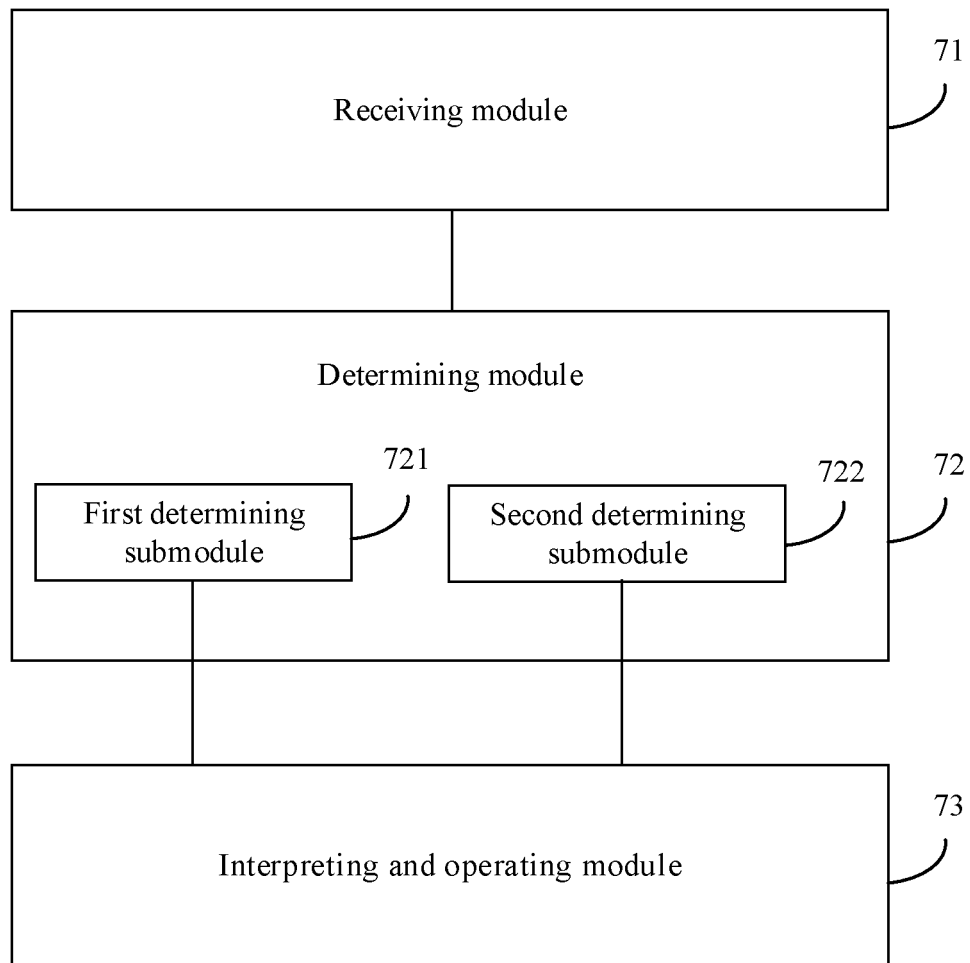 71
Receiving module
Determining module
721
722
72
First determining
submodule
Second determining
submodule
73
Interpreting and operating module